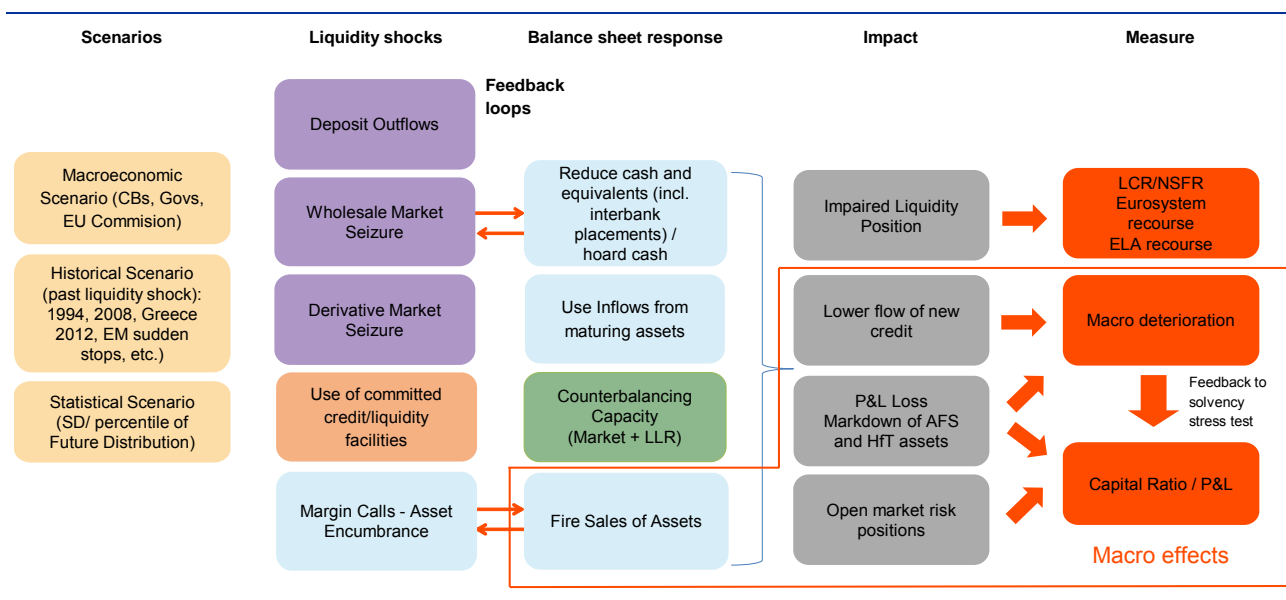 Scenarios
Liquidity shocks
Balance sheet response
Impact
Measure
Macroeconomic
Scenario (CBs, Govs,
EU Commision)
Historical Scenario
(past liquidity shock):
1994, 2008, Greece
2012, EM sudden
stops, etc.)
Statistical Scenario
(SD/ percentile of
Future Distribution)
Deposit Outflows
Wholesale Market
Seizure
Derivative Market
Seizure
Use of committed
credit/liquidity
facilities
Margin Calls - Asset
Encumbrance
Feedback
loops
Reduce cash and
equivalents (incl.
interbank
placements) /
hoard cash
Use Inflows from
maturing assets
Counterbalancing
Capacity
(Market + LLR)
Fire Sales of Assets
Impaired Liquidity
Position
Lower flow of new
credit
P&L Loss
Markdown of AFS
and HfT assets
Open market risk
positions
LCR/NSFR
Eurosystem
recourse
ELA recourse
Macro deterioration
Feedback to
solvency
stress test
Capital Ratio / P&L
Macro effects